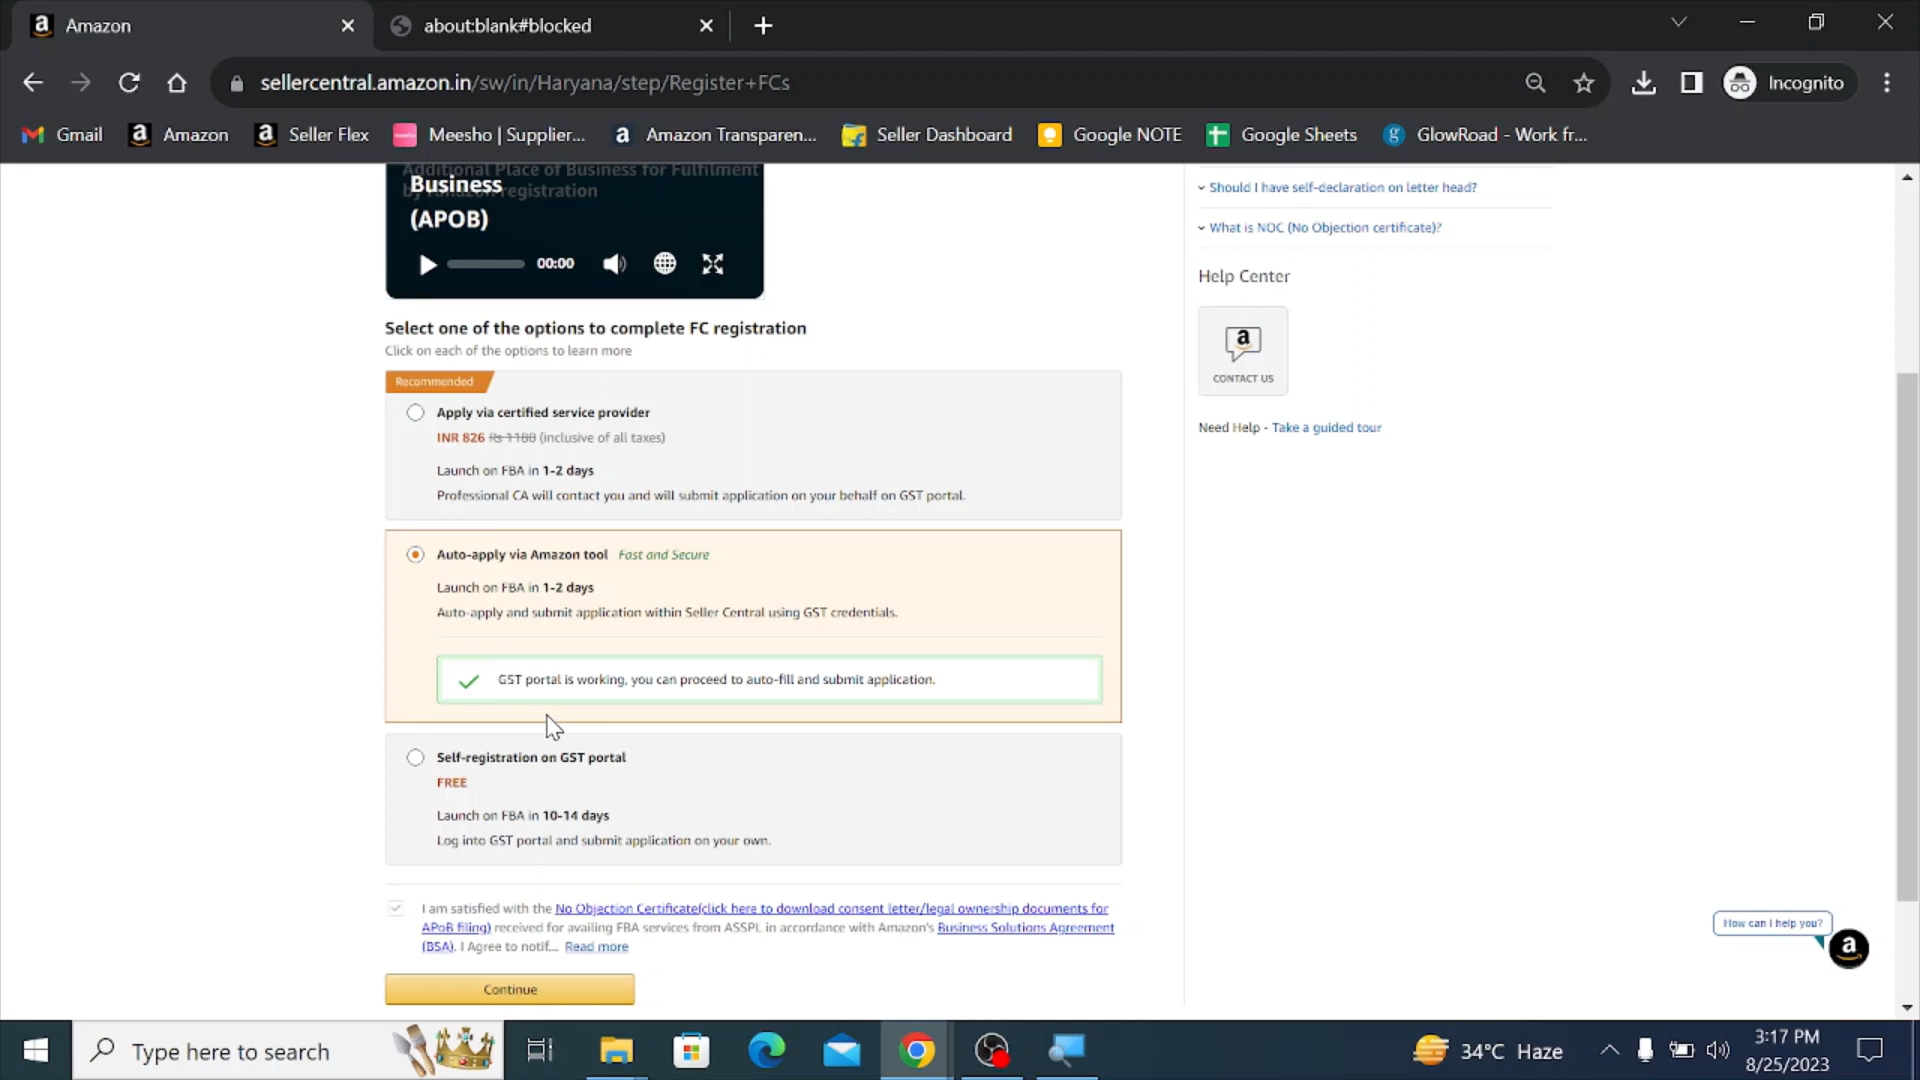 Amazon
about:blank#blocked
sellercentral.amazon.in/sw/in/Haryana/step/Register+FCs
Incognito
Gmail
Amazon
Seller Flex
Meesho | Supplier...
Amazon Transparen...
Seller Dashboard
Google NOTE
Google Sheets
GlowRoad - Work fr...
Additional Place of Business for Fulfilment
by Amazon registration
Business
(APOB)
00:00
Should I have self-declaration on letter head?
What is NOC (No Objection certificate)?
Help Center
CONTACT US
Need Help - Take a guided tour
Select one of the options to complete FC registration
Click on each of the options to learn more
Recommended
Apply via certified service provider
INR 826 Rs 1180 (inclusive of all taxes)
Launch on FBA in 1-2 days
Professional CA will contact you and will submit application on your behalf on GST portal.
Auto-apply via Amazon tool Fast and Secure
Launch on FBA in 1-2 days
Auto-apply and submit application within Seller Central using GST credentials.
GST portal is working, you can proceed to auto-fill and submit application.
Self-registration on GST portal
FREE
Launch on FBA in 10-14 days
Log into GST portal and submit application on your own.
I am satisfied with the No Objection Certificate(click here to download consent letter/legal ownership documents for
APoB filing) received for availing FBA services from ASSPL in accordance with Amazon's Business Solutions Agreement
(BSA). I Agree to notif... Read more
Continue
How can I help you?
Type here to search
34°C Haze
3:17 PM
8/25/2023